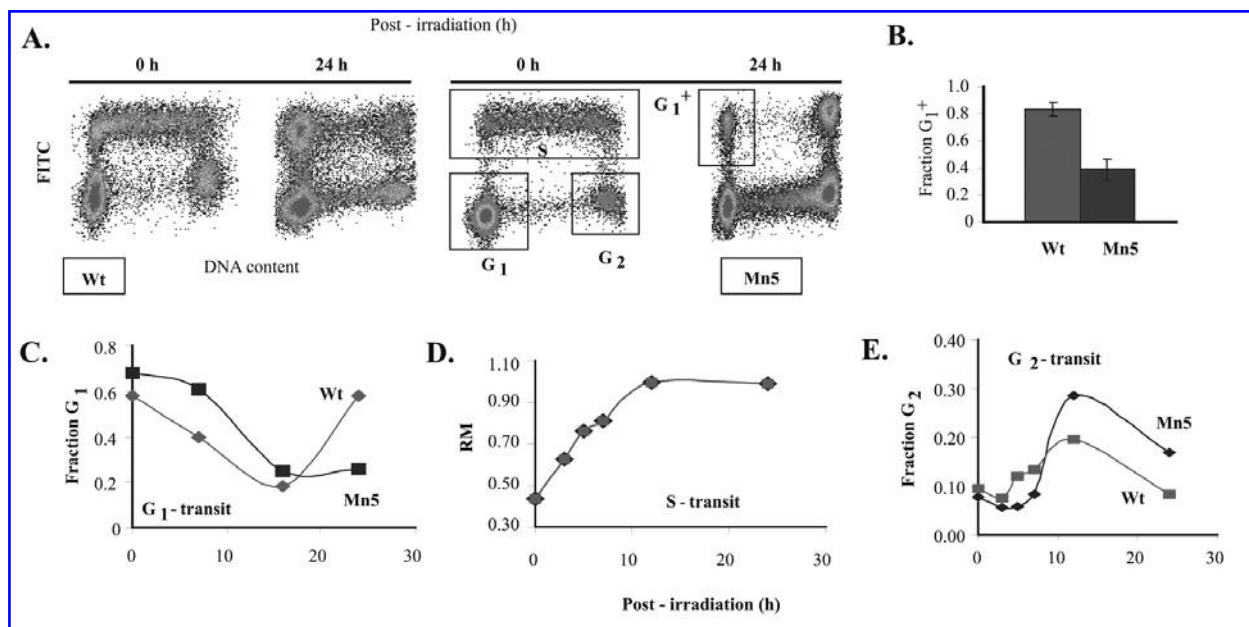 Post - irradiation (h)
A.
0 h
24 h
0 h
24 h
FITC
S
G1
G2
G1+
Wt
DNA content
Mn5
B.
Fraction G1+
1.0
0.8
0.6
0.4
0.2
0
Wt
Mn5
C.
Fraction G1
0.8
0.6
0.4
0.2
0
Wt
Mn5
G1- transit
0
10
20
30
D.
RM
1.10
0.90
0.70
0.50
0.30
S - transit
0
10
20
30
Post - irradiation (h)
E.
Fraction G2
0.40
0.30
0.20
0.10
0.00
G2- transit
Mn5
Wt
0
10
20
30